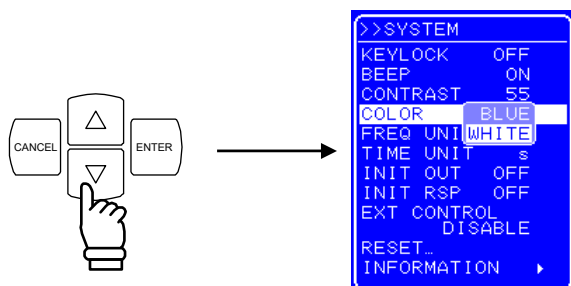 CANCEL
ENTER
>>SYSTEM
KEYLOCK OFF
BEEP ON
CONTRAST 55
COLOR BLUE
FREQ UNI WHITE
TIME UNIT s
INIT OUT OFF
INIT RSP OFF
EXT CONTROL
DISABLE
RESET…
INFORMATION